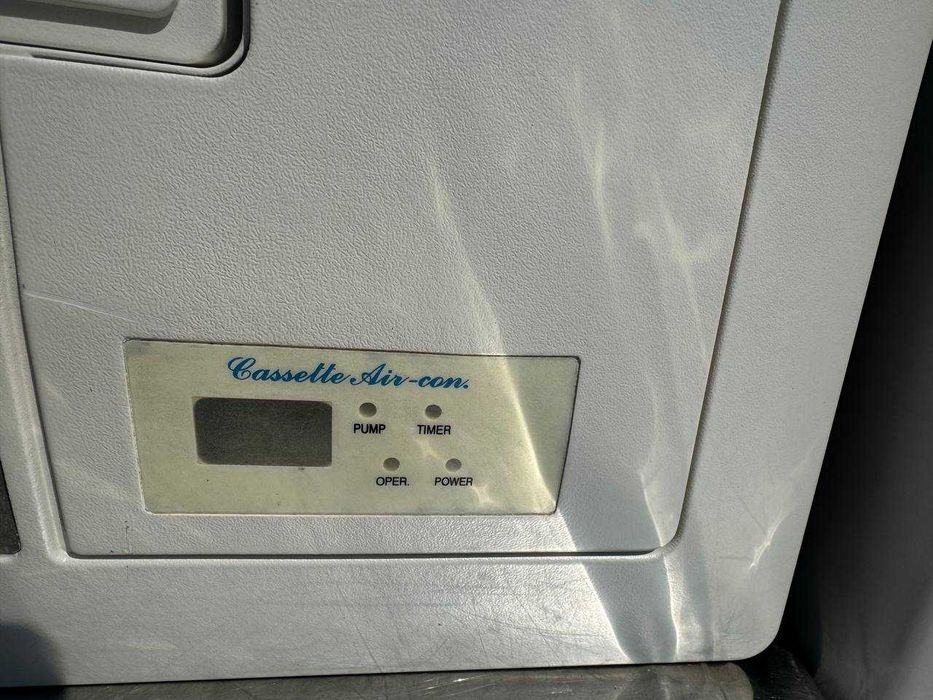 Cassette Air-con.
PUMP TIMER
OPER. POWER